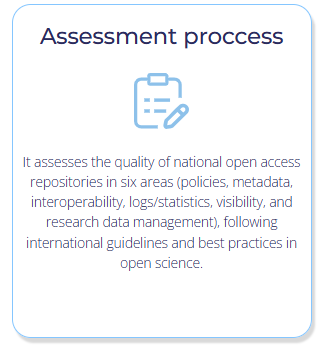 Assessment proccess
It assesses the quality of national open access
repositories in six areas (policies, metadata,
interoperability, logs/statistics, visibility, and
research data management), following
international guidelines and best practices in
open science.